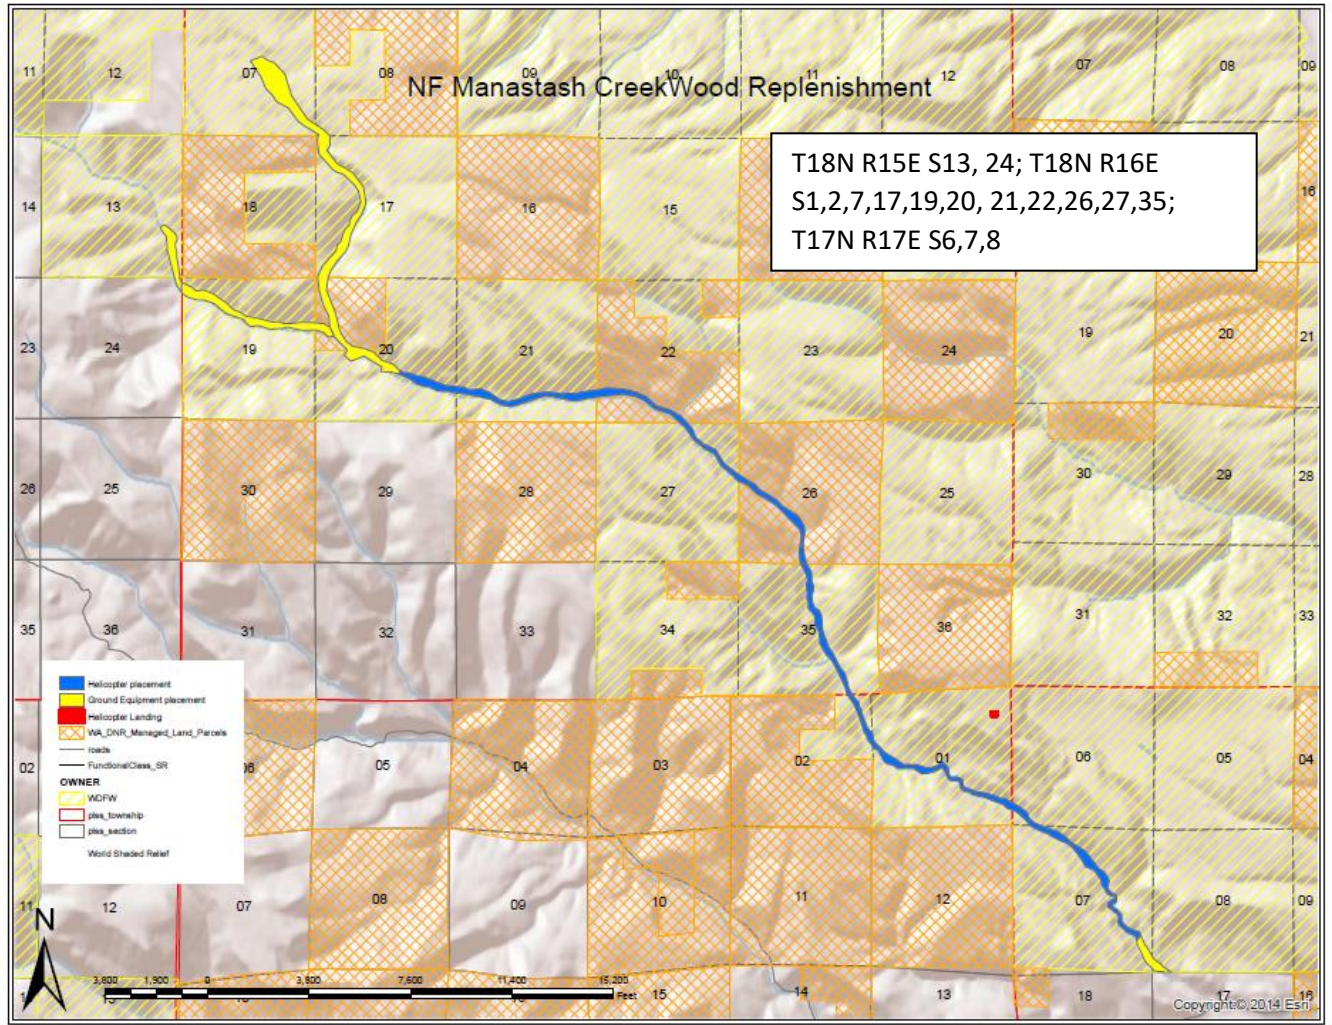 11 12 07 08 09 10 11 12 07 08 09
NF Manastash CreekWood Replenishment
T18N R15E S13, 24; T18N R16E
S1,2,7,17,19,20, 21,22,26,27,35;
T17N R17E S6,7,8
14 13 18 17 16 15 16
23 24 19 20 21 22 23 24 19 20 21
26 25 30 29 28 27 26 25 30 29 28
35 36 31 32 33 34 35 36 31 32 33
Helicopter placement
Ground Equipment placement
Helicopter Landing
WA_DNR_Managed_Land_Parcels
roads
FunctionalClass_SR
OWNER
WDFW
plss_township
plss_section
World Shaded Relief
02 06 05 04 03 02 01 06 05 04
11 12 07 08 09 10 11 12 07 08 09
N
3,800 1,900 0 3,800 7,600 11,400 15,200
Feet
15 14 13 18 17 16
Copyright:© 2014 Esri